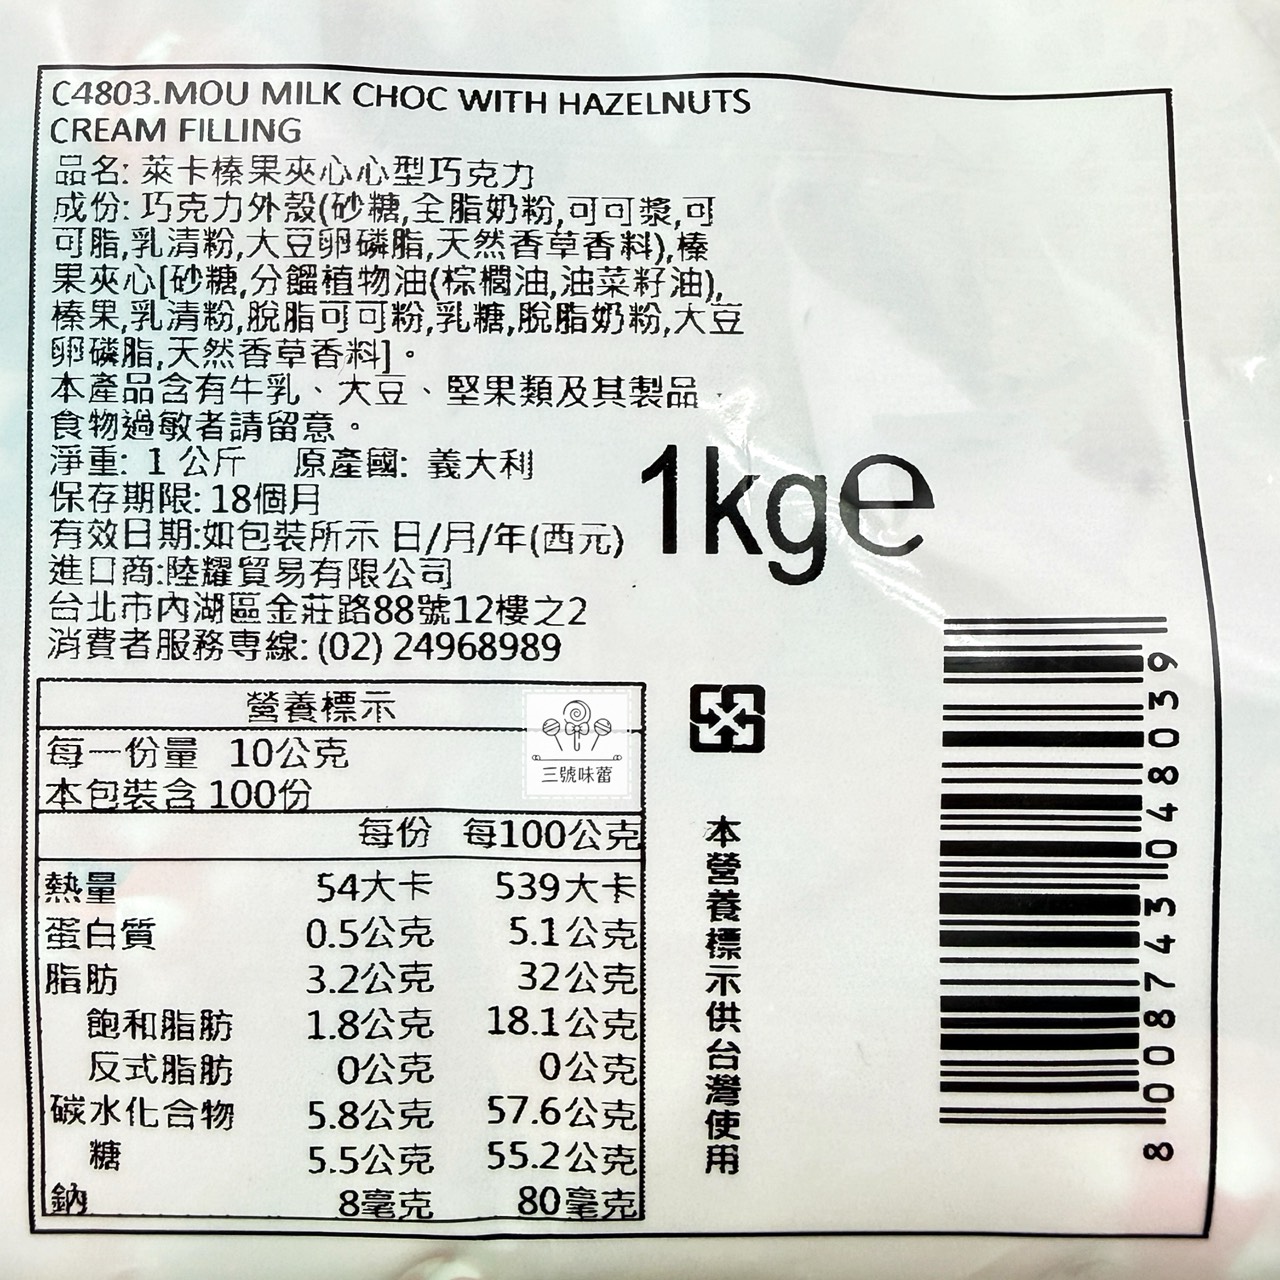 C4803.MOU MILK CHOC WITH HAZELNUTS
CREAM FILLING
品名: 萊卡榛果夾心心型巧克力
成份: 巧克力外殼(砂糖,全脂奶粉,可可漿,可
可脂,乳清粉,大豆卵磷脂,天然香草香料),榛
果夾心[砂糖,分餾植物油(棕櫚油,油菜籽油),
榛果,乳清粉,脫脂可可粉,乳糖,脫脂奶粉,大豆
卵磷脂,天然香草香料]。
本產品含有牛乳、大豆、堅果類及其製品,
食物過敏者請留意。
淨重: 1 公斤 原產國: 義大利
保存期限: 18個月
有效日期:如包裝所示 日/月/年(西元)
進口商:陸耀貿易有限公司
台北市內湖區金莊路88號12樓之2
消費者服務専線: (02) 24968989
1kg℮
營養標示
每一份量 10公克
本包裝含 100份
每份 每100公克
熱量 54大卡 539大卡
蛋白質 0.5公克 5.1公克
脂肪 3.2公克 32公克
飽和脂肪 1.8公克 18.1公克
反式脂肪 0公克 0公克
碳水化合物 5.8公克 57.6公克
糖 5.5公克 55.2公克
鈉 8毫克 80毫克
三號味蕾
本營養標示供台灣使用
8 008743 048039